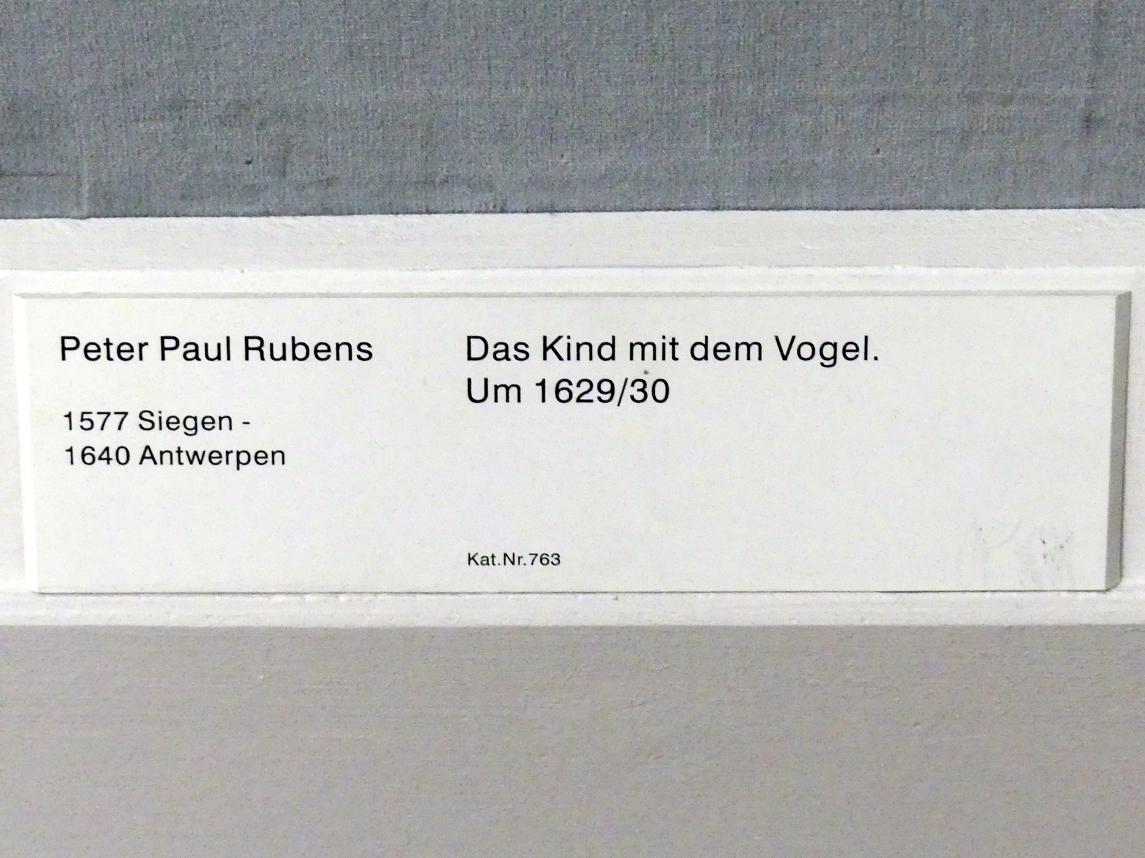 Peter Paul Rubens
1577 Siegen -
1640 Antwerpen
Das Kind mit dem Vogel.
Um 1629/30
Kat.Nr.763